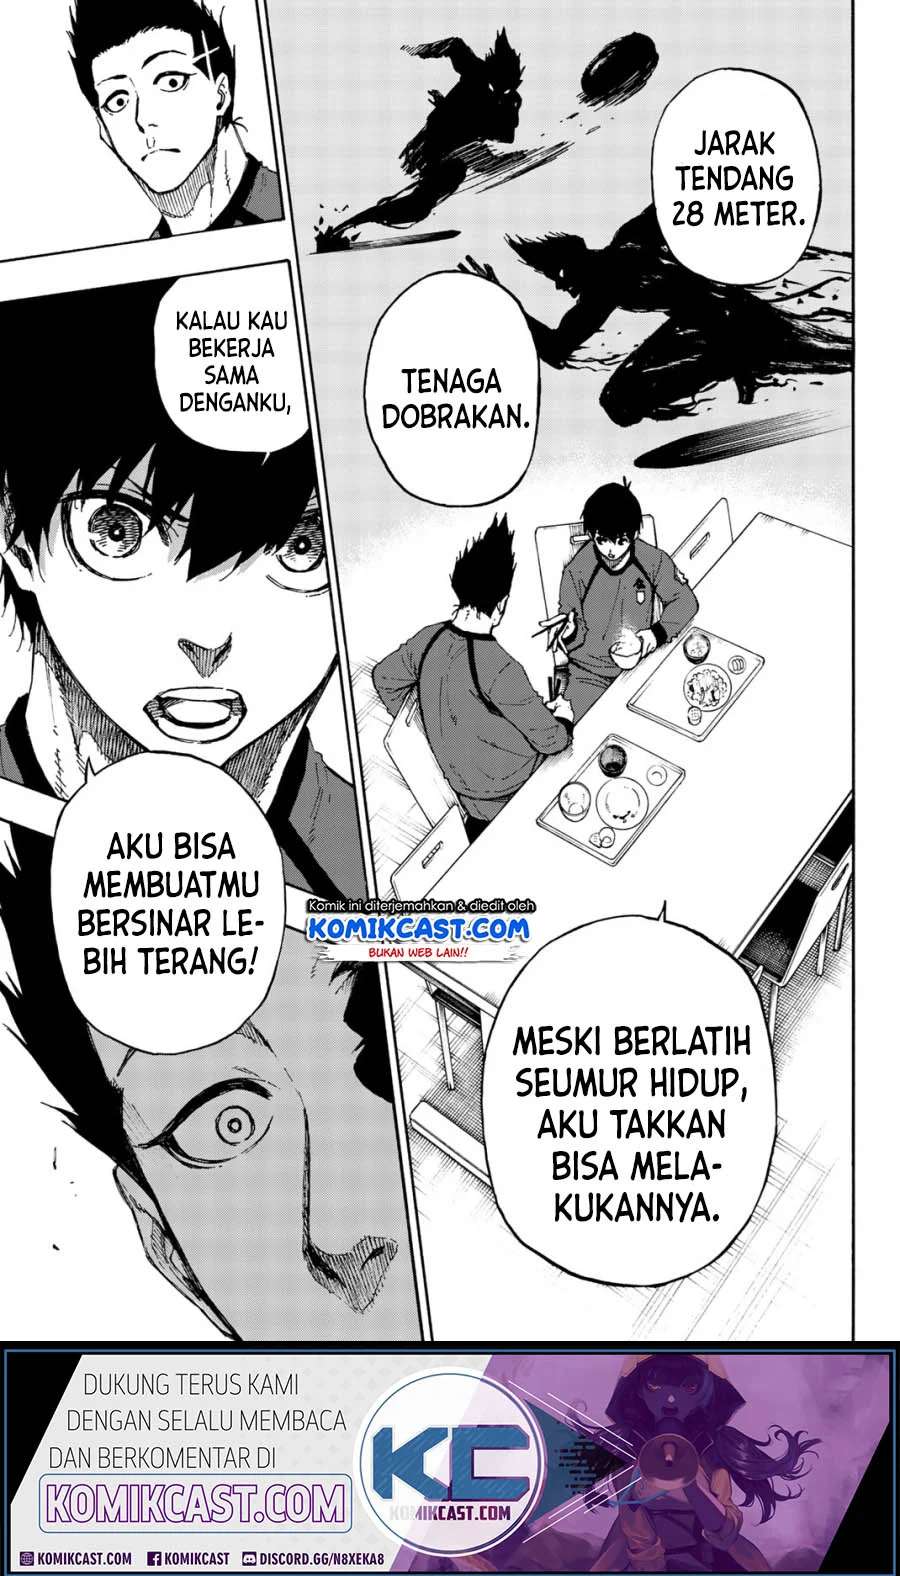 JARAK
TENDANG
28 METER.
TENAGA
DOBRAKAN.
MESKI BERLATIH
SEUMUR HIDUP,
AKU TAKKAN
BISA MELA-
KUKANNYA.
KALAU KAU
BEKERJA
SAMA
DENGANKU,
AKU BISA
MEMBUATMU
BERSINAR LE-
BIH TERANG!
Komik ini diterjemahkan & diedit oleh
KOMIKCAST.COM
BUKAN WEB LAIN!!
DUKUNG TERUS KAMI
DENGAN SELALU MEMBACA
DAN BERKOMENTAR DI
KOMIKCAST.COM
KC
KOMIKCAST.COM
KOMIKCAST.COM KOMIKCAST DISCORD.GG/N8XEKA8